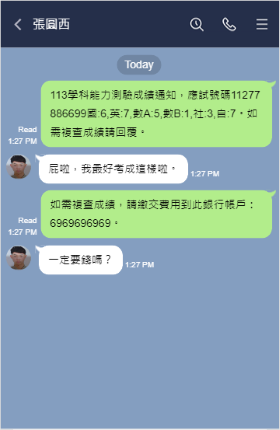 張圓西
Today
113學科能力測驗成績通知，應試號碼11277
886699國:6,英:7,數A:5,數B:1,社:3,自:7。如
需複查成績請回覆。
Read
1:27 PM
屁啦，我最好考成這樣啦。
1:27 PM
如需複查成績，請繳交費用到此銀行帳戶：
6969696969。
Read
1:27 PM
一定要錢嗎？
1:27 PM